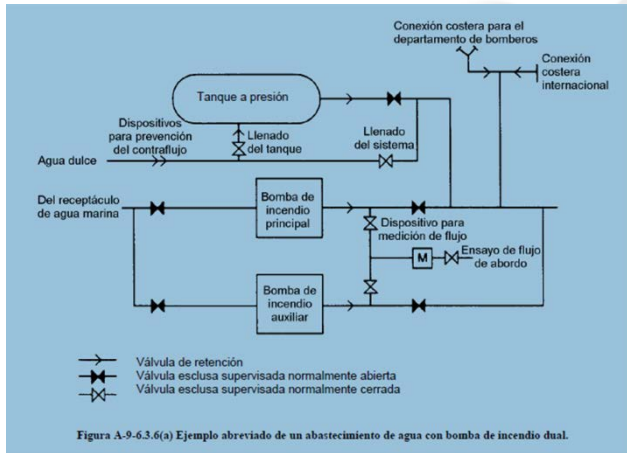 Conexión costera para el
departamento de bomberos
Conexión
costera
internacional
Tanque a presión
Dispositivos
para prevención
del contraflujo
Llenado
del tanque
Llenado
del sistema
Agua dulce
Del receptáculo
de agua marina
Bomba de
incendio
principal
Dispositivo para
medición de flujo
M
Ensayo de flujo
de abordo
Bomba de
incendio
auxiliar
Válvula de retención
Válvula esclusa supervisada normalmente abierta
Válvula esclusa supervisada normalmente cerrada
Figura A-9-6.3.6(a) Ejemplo abreviado de un abastecimiento de agua con bomba de incendio dual.